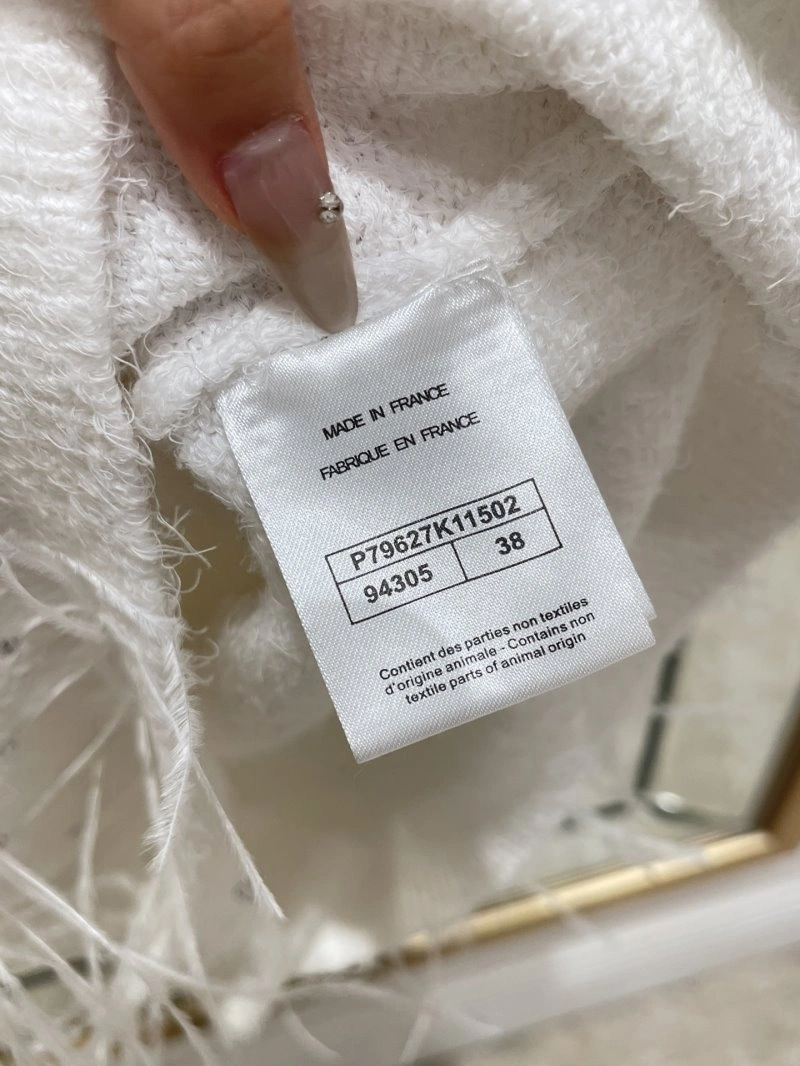 MADE IN FRANCE
FABRIQUE EN FRANCE
P79627K11502
94305 38
Contient des parties non textiles
d'origine animale - Contains non
textile parts of animal origin